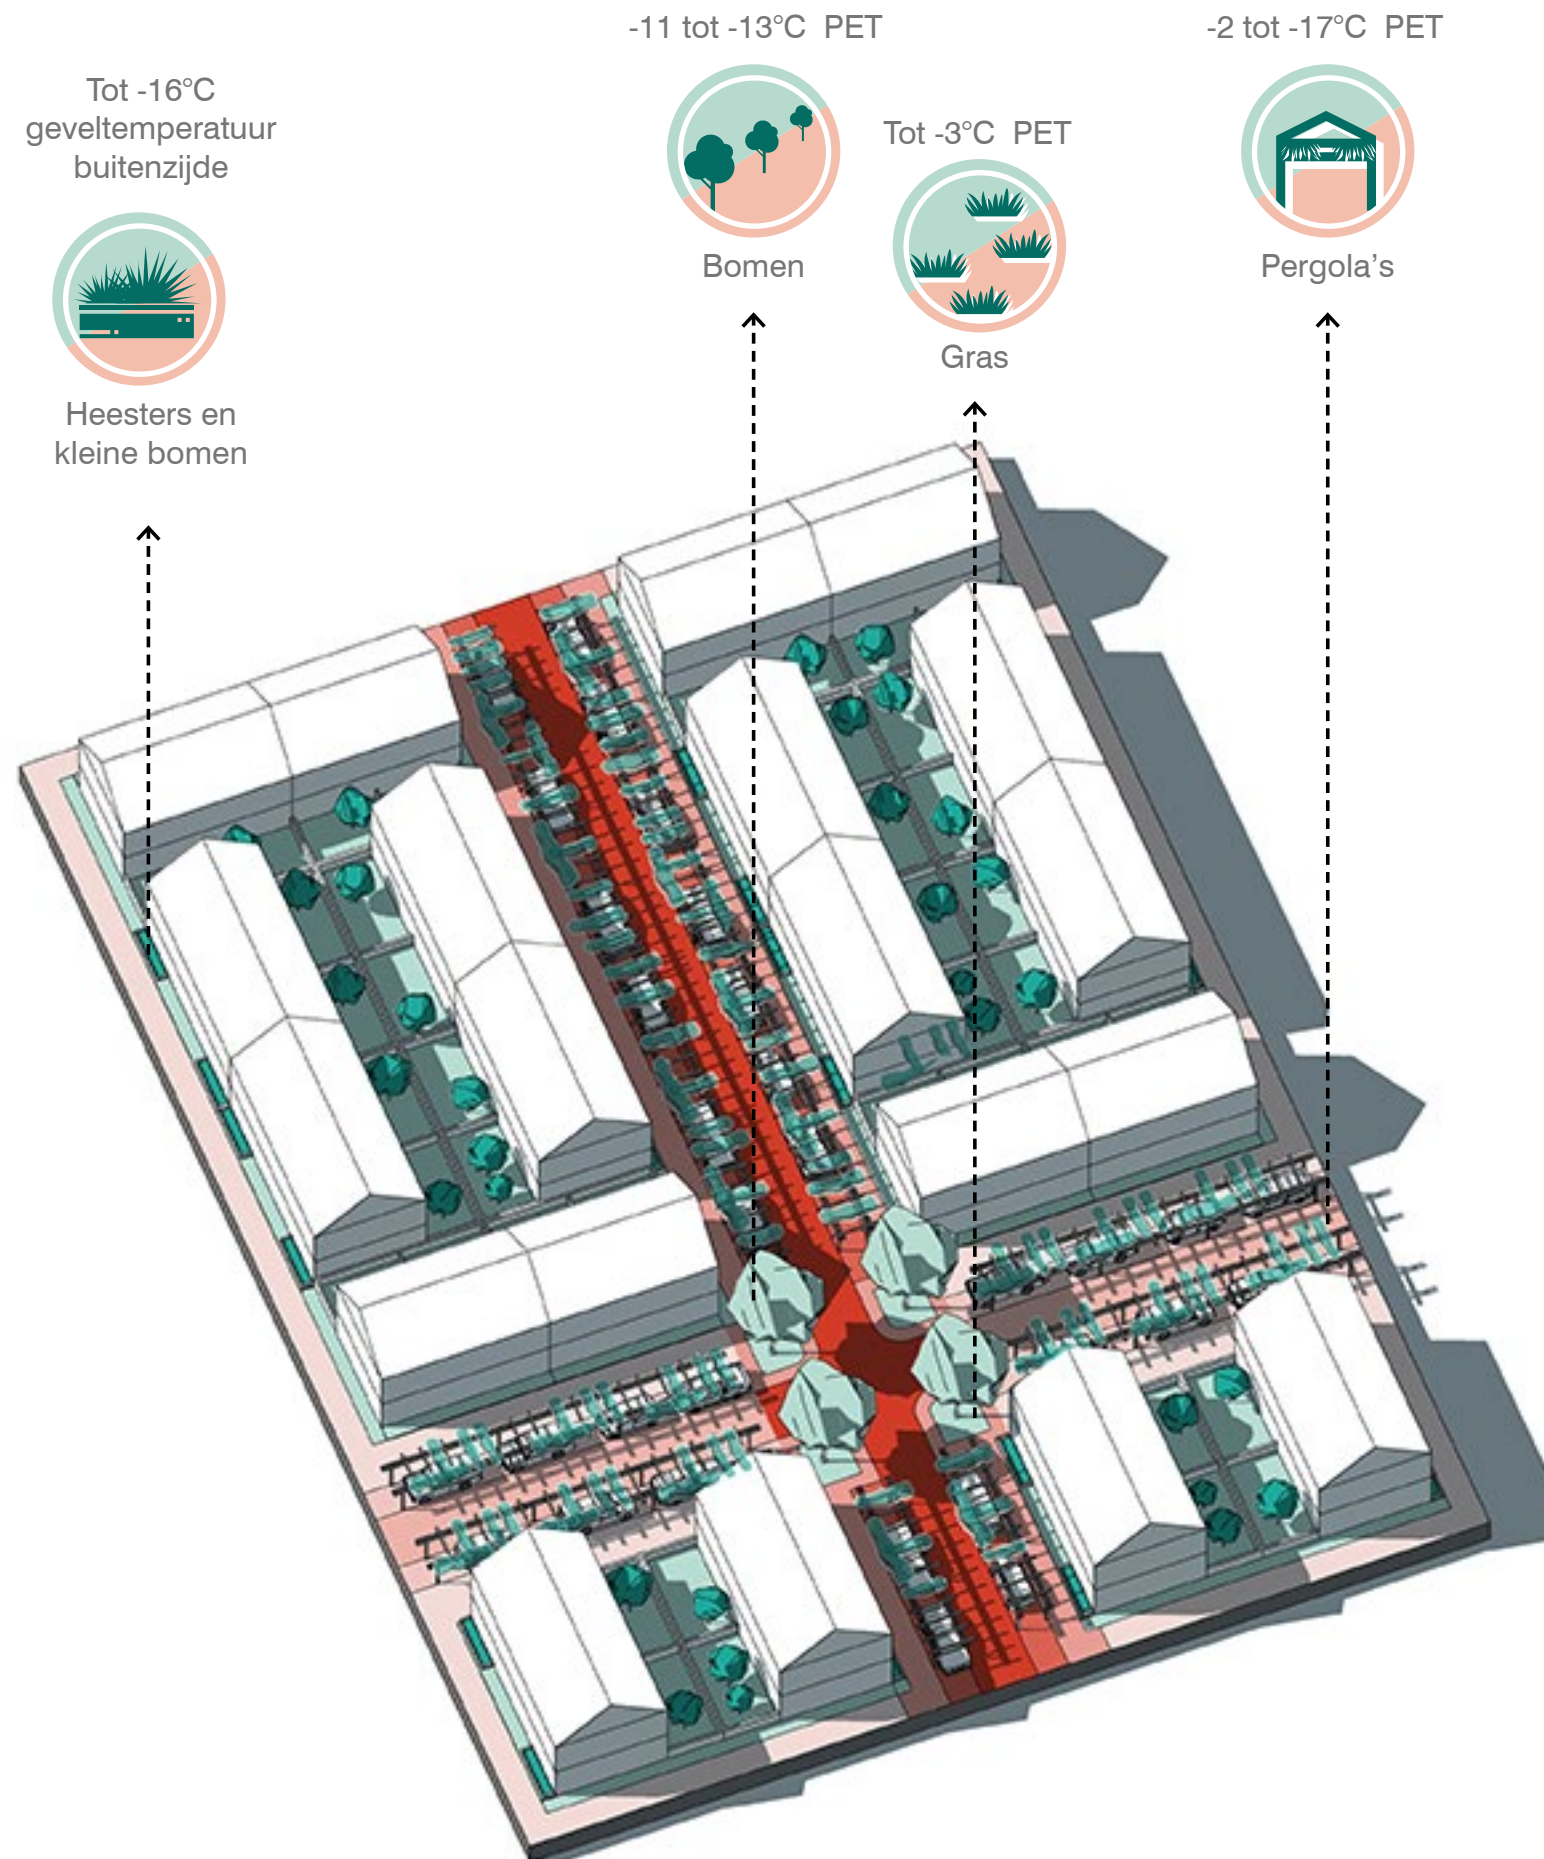 Tot -16°C
geveltemperatuur
buitenzijde
Heesters en
kleine bomen
-11 tot -13°C  PET
Bomen
Tot -3°C  PET
Gras
-2 tot -17°C  PET
Pergola's